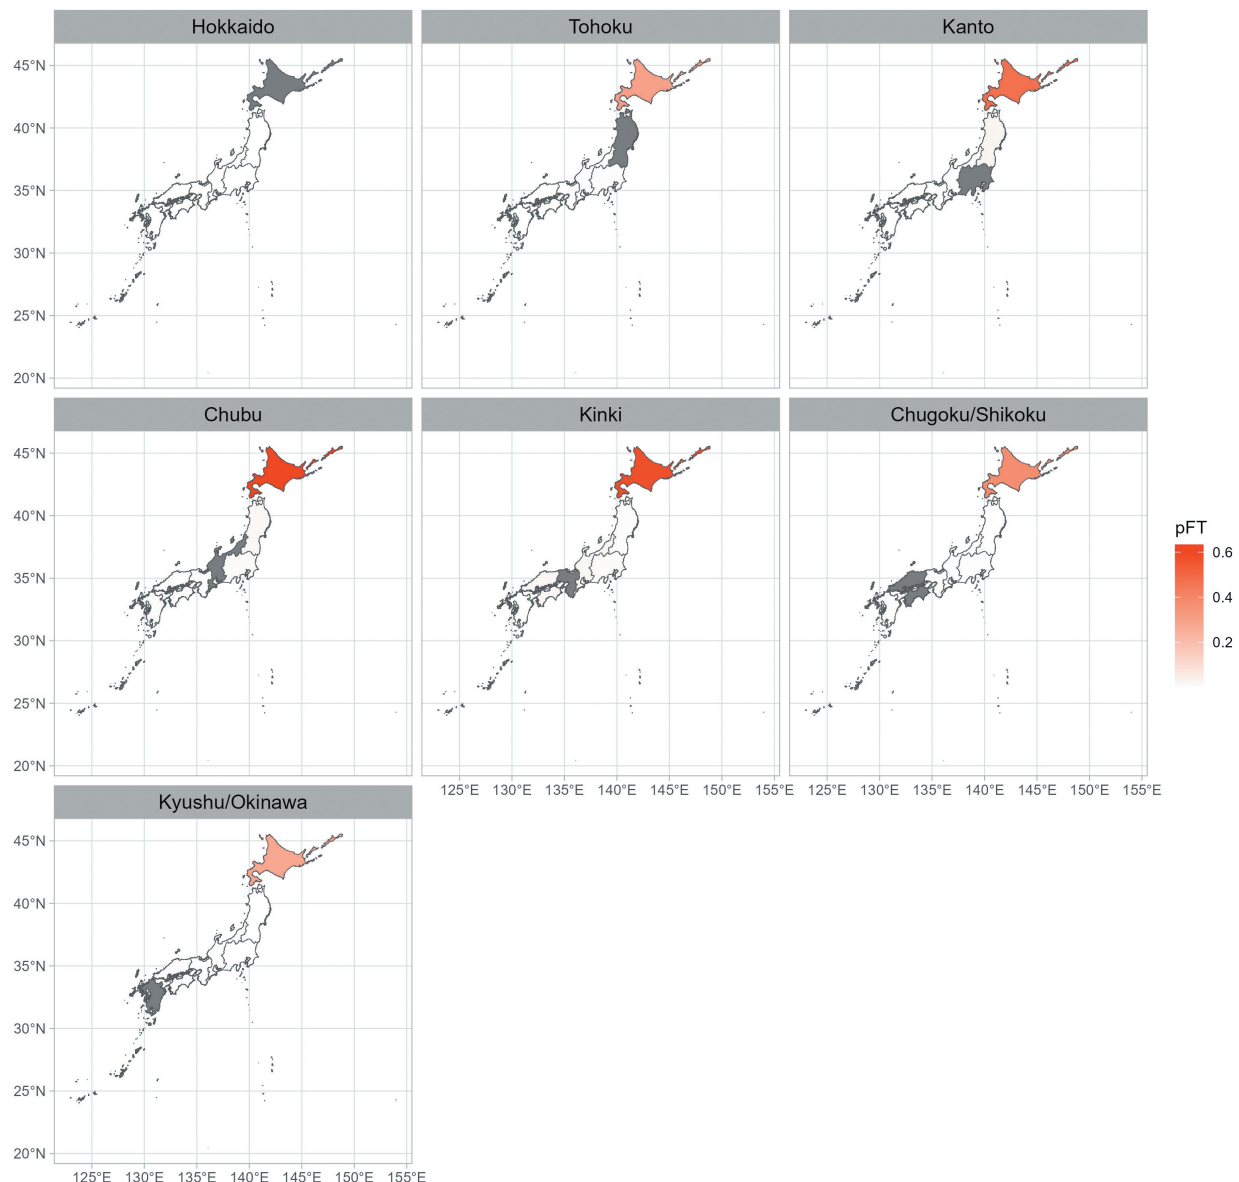 Hokkaido Tohoku Kanto
45°N
40°N
35°N
30°N
25°N
20°N
Chubu Kinki Chugoku/Shikoku
45°N
40°N
35°N
30°N
25°N
20°N
125°E 130°E 135°E 140°E 145°E 150°E 155°E 125°E 130°E 135°E 140°E 145°E 150°E 155°E
Kyushu/Okinawa
45°N
40°N
35°N
30°N
25°N
20°N
125°E 130°E 135°E 140°E 145°E 150°E 155°E
pFT
0.6
0.4
0.2